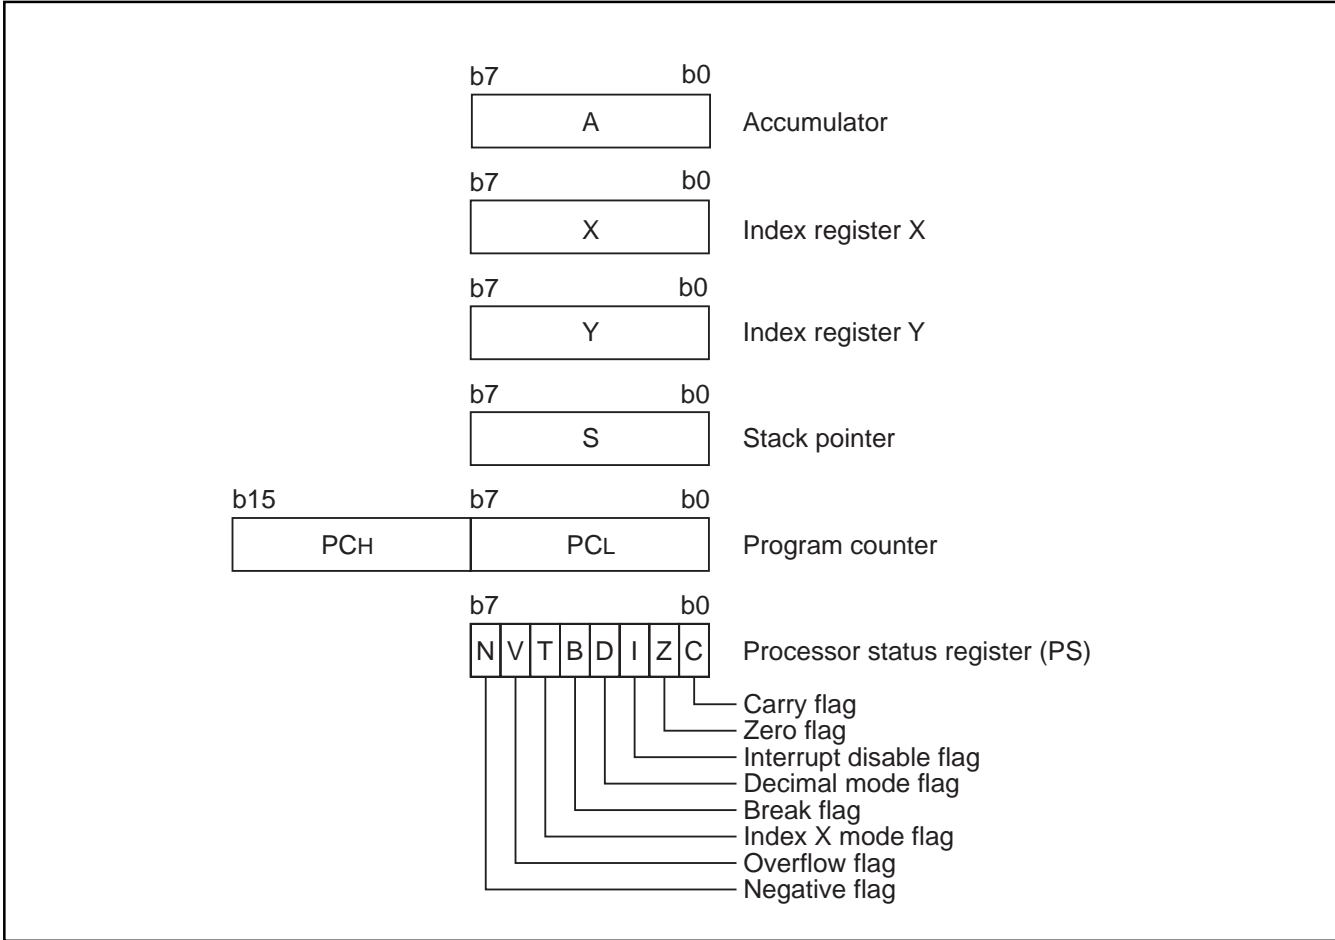 b7 b0
A Accumulator
b7 b0
X Index register X
b7 b0
Y Index register Y
b7 b0
S Stack pointer
b15 b7 b0
PCH PCL Program counter
b7 b0
N V T B D I Z C Processor status register (PS)
Carry flag
Zero flag
Interrupt disable flag
Decimal mode flag
Break flag
Index X mode flag
Overflow flag
Negative flag